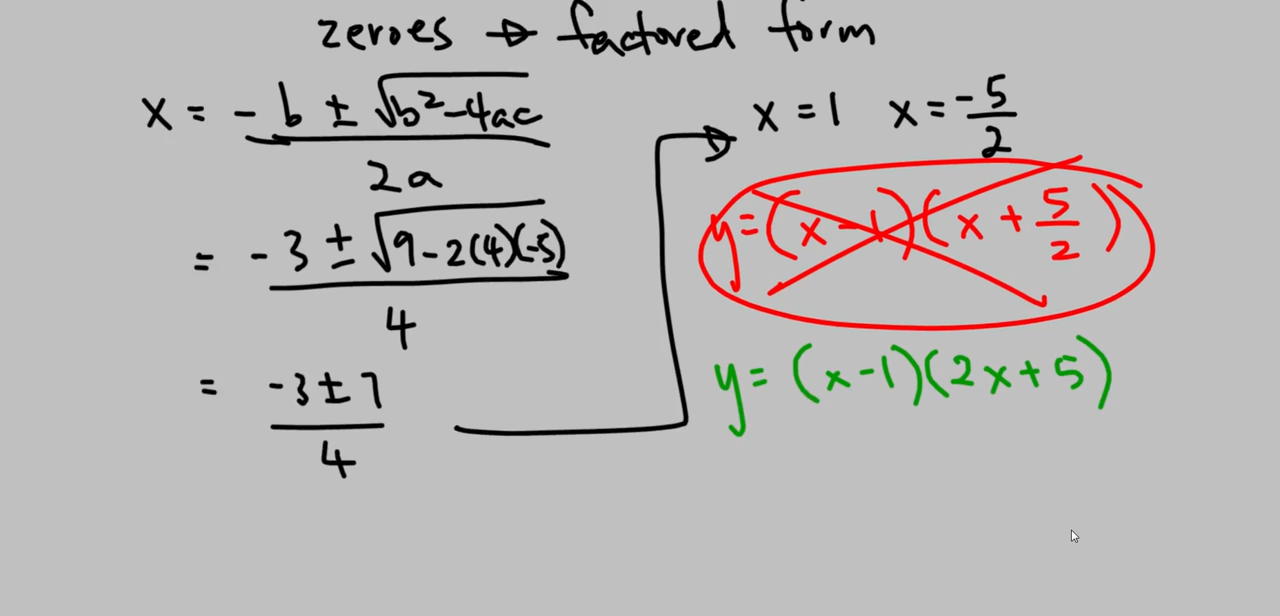 zeroes → factored form
x = -b ± √(b²-4ac) / 2a
= -3 ± √(9-2(4)(-5)) / 4
= -3±7 / 4
x = 1 x = -5/2
y=(x-1)(x+5/2)
y=(x-1)(2x+5)